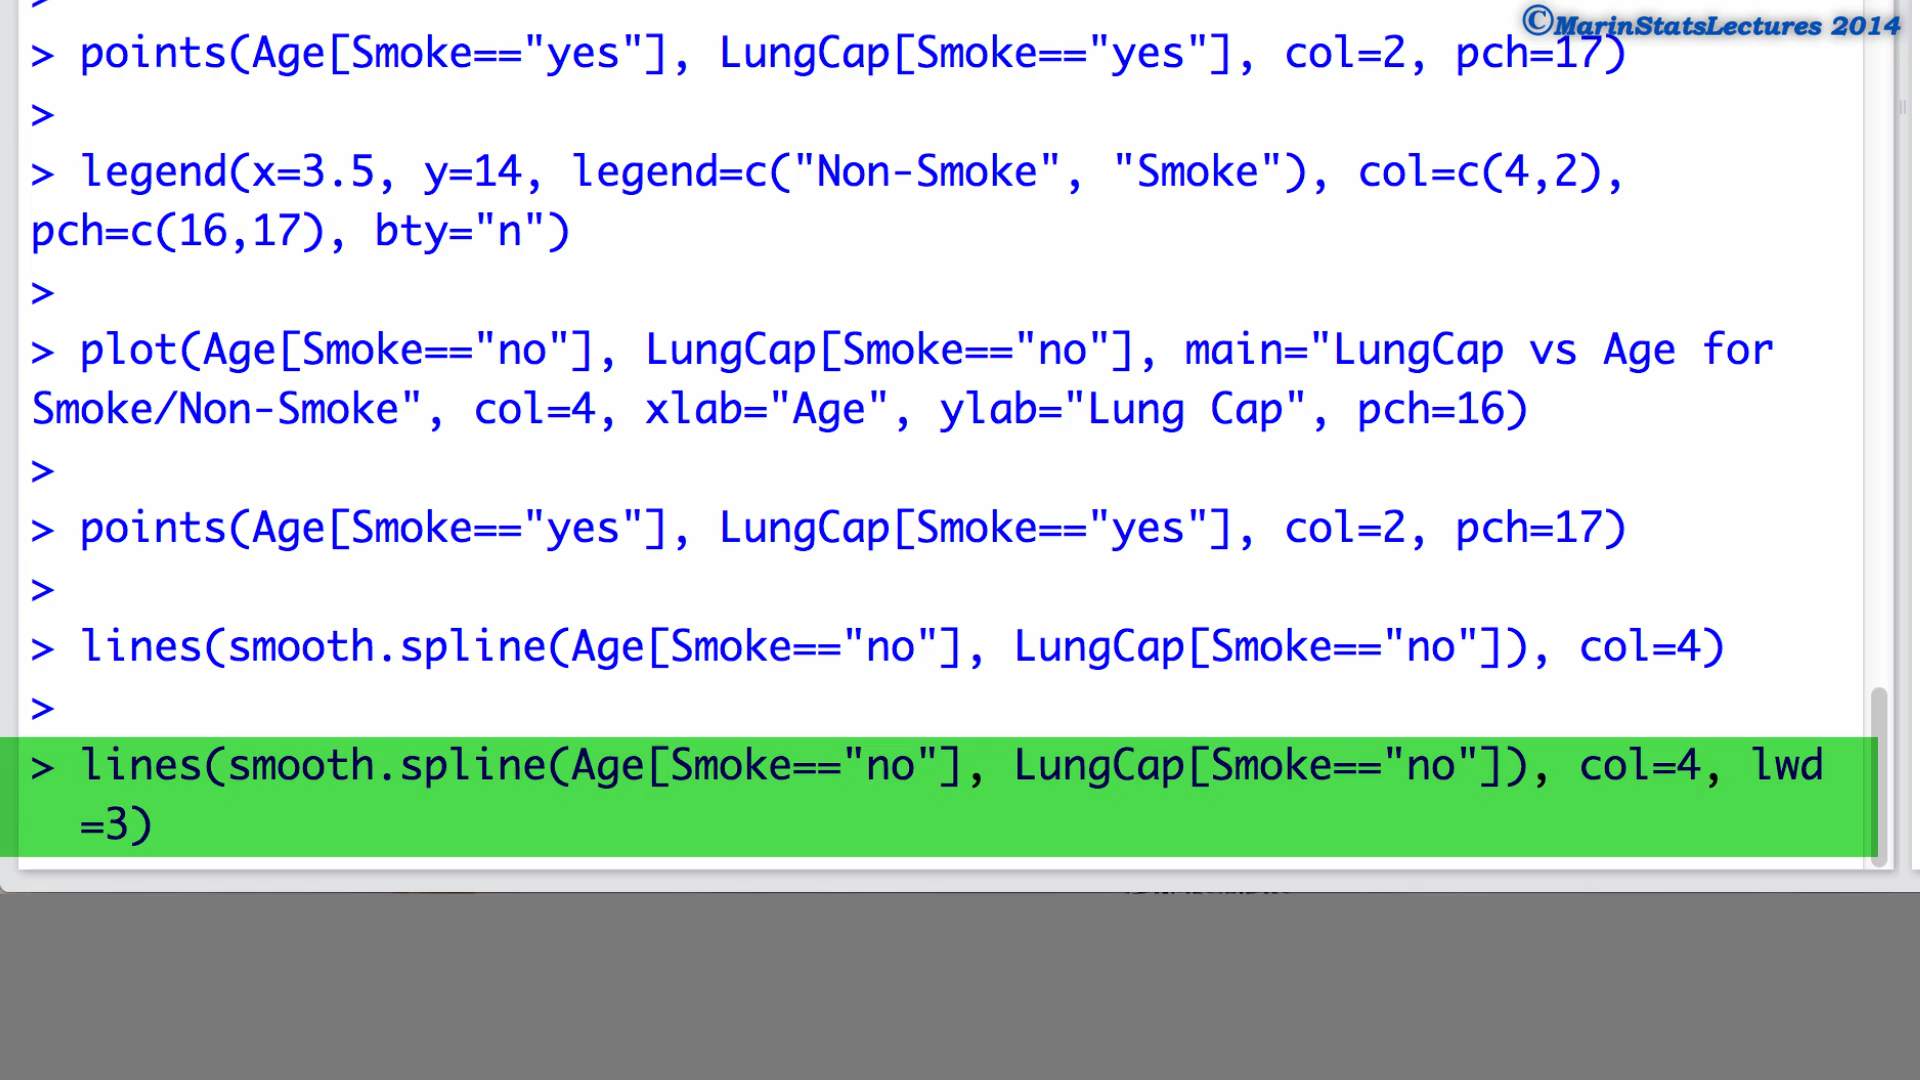 ©MarinStatsLectures 2014
>
> points(Age[Smoke=="yes"], LungCap[Smoke=="yes"], col=2, pch=17)
>
> legend(x=3.5, y=14, legend=c("Non-Smoke", "Smoke"), col=c(4,2),
pch=c(16,17), bty="n")
>
> plot(Age[Smoke=="no"], LungCap[Smoke=="no"], main="LungCap vs Age for
Smoke/Non-Smoke", col=4, xlab="Age", ylab="Lung Cap", pch=16)
>
> points(Age[Smoke=="yes"], LungCap[Smoke=="yes"], col=2, pch=17)
>
> lines(smooth.spline(Age[Smoke=="no"], LungCap[Smoke=="no"]), col=4)
>
> lines(smooth.spline(Age[Smoke=="no"], LungCap[Smoke=="no"]), col=4, lwd
=3)